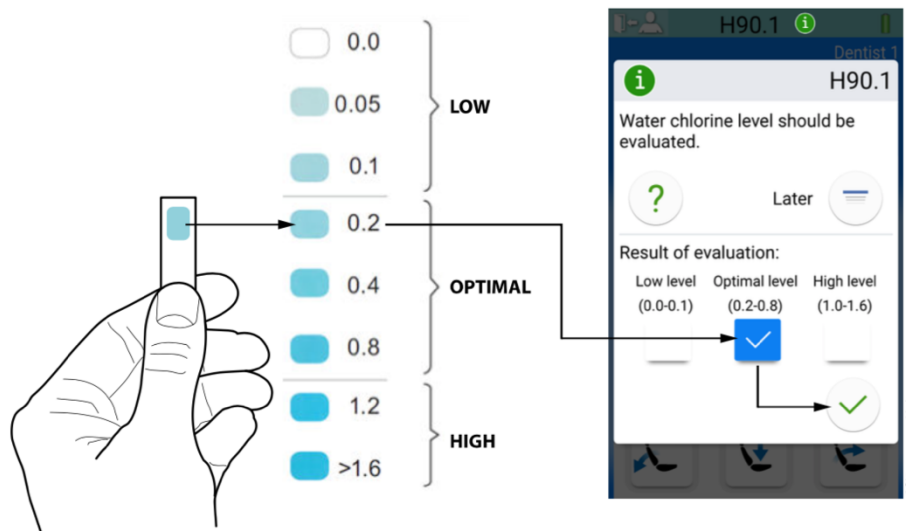 0.0
0.05
0.1
LOW
0.2
0.4
0.8
OPTIMAL
1.2
>1.6
HIGH
H90.1 i
Dentist 1
i H90.1
Water chlorine level should be
evaluated.
? Later
Result of evaluation:
Low level Optimal level High level
(0.0-0.1) (0.2-0.8) (1.0-1.6)